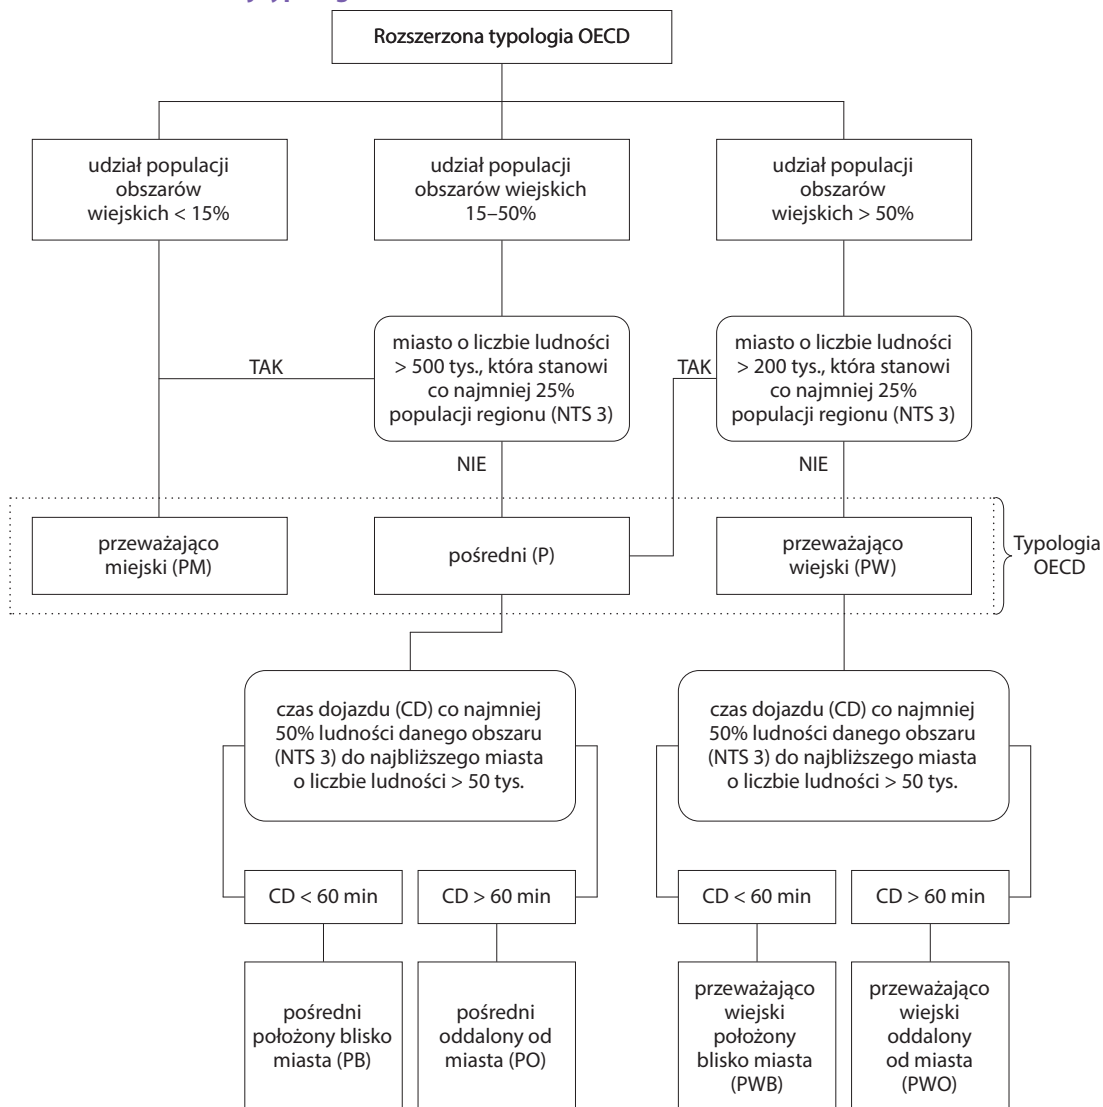 Rozszerzona typologia OECD
udział populacji
obszarów
wiejskich < 15%
udział populacji
obszarów wiejskich
15–50%
udział populacji
obszarów
wiejskich > 50%
miasto o liczbie ludności
> 500 tys., która stanowi
co najmniej 25%
populacji regionu (NTS 3)
miasto o liczbie ludności
> 200 tys., która stanowi
co najmniej 25%
populacji regionu (NTS 3)
TAK
TAK
NIE
NIE
przeważająco
miejski (PM)
pośredni (P)
przeważająco
wiejski (PW)
Typologia
OECD
czas dojazdu (CD) co najmniej
50% ludności danego obszaru
(NTS 3) do najbliższego miasta
o liczbie ludności > 50 tys.
czas dojazdu (CD) co najmniej
50% ludności danego obszaru
(NTS 3) do najbliższego miasta
o liczbie ludności > 50 tys.
CD < 60 min
CD > 60 min
CD < 60 min
CD > 60 min
pośredni
położony blisko
miasta (PB)
pośredni
oddalony od
miasta (PO)
przeważająco
wiejski
położony
blisko miasta
(PWB)
przeważająco
wiejski
oddalony
od miasta
(PWO)